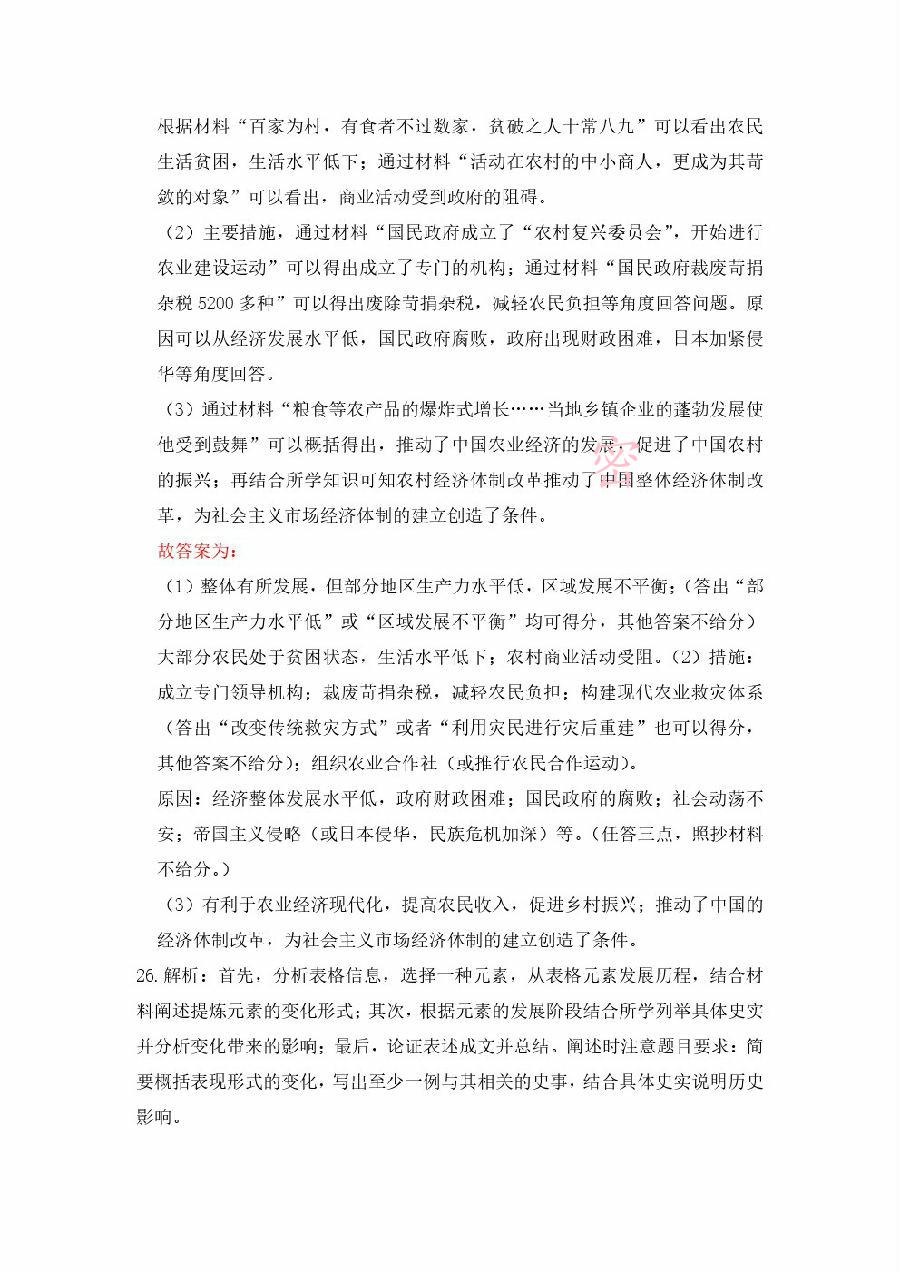 根据材料“百家为村，有食者不过数家，贫破之人十常八九”可以看出农民
生活贫困，生活水平低下；通过材料“活动在农村的中小商人，更成为其苛
敛的对象”可以看出，商业活动受到政府的阻碍。
（2）主要措施，通过材料“国民政府成立了“农村复兴委员会”，开始进行
农业建设运动”可以得出成立了专门的机构；通过材料“国民政府裁废苛捐
杂税 5200 多种”可以得出废除苛捐杂税，减轻农民负担等角度回答问题。原
因可以从经济发展水平低，国民政府腐败，政府出现财政困难，日本加紧侵
华等角度回答。
（3）通过材料“粮食等农产品的爆炸式增长……当地乡镇企业的蓬勃发展使
他受到鼓舞”可以概括得出，推动了中国农业经济的发展，促进了中国农村
的振兴；再结合所学知识可知农村经济体制改革推动了中国整体经济体制改
革，为社会主义市场经济体制的建立创造了条件。
密
故答案为：
（1）整体有所发展，但部分地区生产力水平低，区域发展不平衡；（答出“部
分地区生产力水平低”或“区域发展不平衡”均可得分，其他答案不给分）
大部分农民处于贫困状态，生活水平低下；农村商业活动受阻。（2）措施：
成立专门领导机构；裁废苛捐杂税，减轻农民负担；构建现代农业救灾体系
（答出“改变传统救灾方式”或者“利用灾民进行灾后重建”也可以得分，
其他答案不给分）；组织农业合作社（或推行农民合作运动）。
原因：经济整体发展水平低，政府财政困难；国民政府的腐败；社会动荡不
安；帝国主义侵略（或日本侵华，民族危机加深）等。（任答三点，照抄材料
不给分。）
（3）有利于农业经济现代化，提高农民收入，促进乡村振兴；推动了中国的
经济体制改革，为社会主义市场经济体制的建立创造了条件。
26. 解析：首先，分析表格信息，选择一种元素，从表格元素发展历程，结合材
料阐述提炼元素的变化形式；其次，根据元素的发展阶段结合所学列举具体史实
并分析变化带来的影响；最后，论证表述成文并总结。阐述时注意题目要求：简
要概括表现形式的变化，写出至少一例与其相关的史事，结合具体史实说明历史
影响。